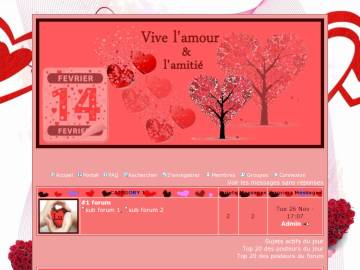 Vive l'amour
&
l'amitié
FEVRIER
14
FEVRIER
Accueil Portail FAQ Rechercher S'enregistrer Membres Groupes Connexion
Voir les messages sans réponses
#1 forum
sub forum 1 sub forum 2
2
2
Tue 26 Nov -
17:07
Admin
Sujets actifs du jour
Top 20 des posteurs du jour
Top 20 des posteurs du forum